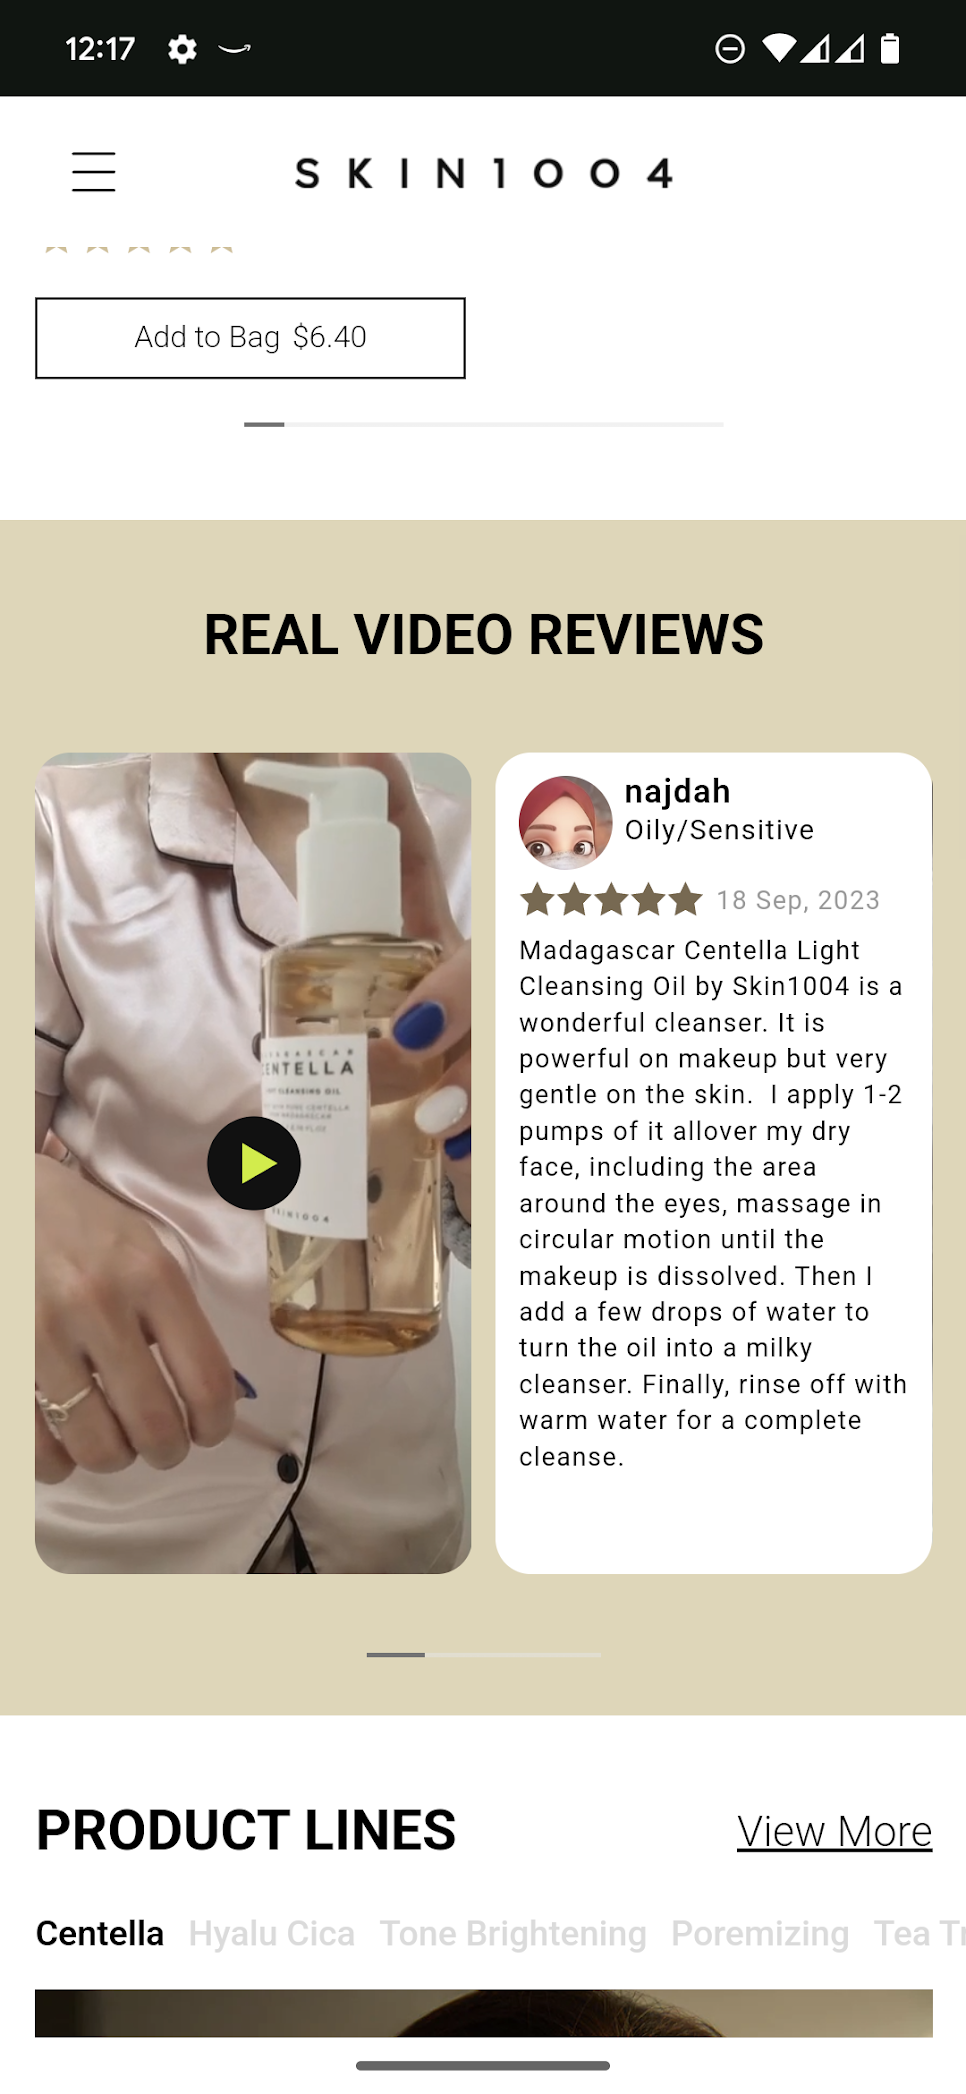 12:17
SKIN1004
Add to Bag $6.40
REAL VIDEO REVIEWS
CENTELLA
SKIN1004
najdah
Oily/Sensitive
18 Sep, 2023
Madagascar Centella Light
Cleansing Oil by Skin1004 is a
wonderful cleanser. It is
powerful on makeup but very
gentle on the skin.  I apply 1-2
pumps of it allover my dry
face, including the area
around the eyes, massage in
circular motion until the
makeup is dissolved. Then I
add a few drops of water to
turn the oil into a milky
cleanser. Finally, rinse off with
warm water for a complete
cleanse.
PRODUCT LINES
View More
Centella Hyalu Cica Tone Brightening Poremizing Tea Tr